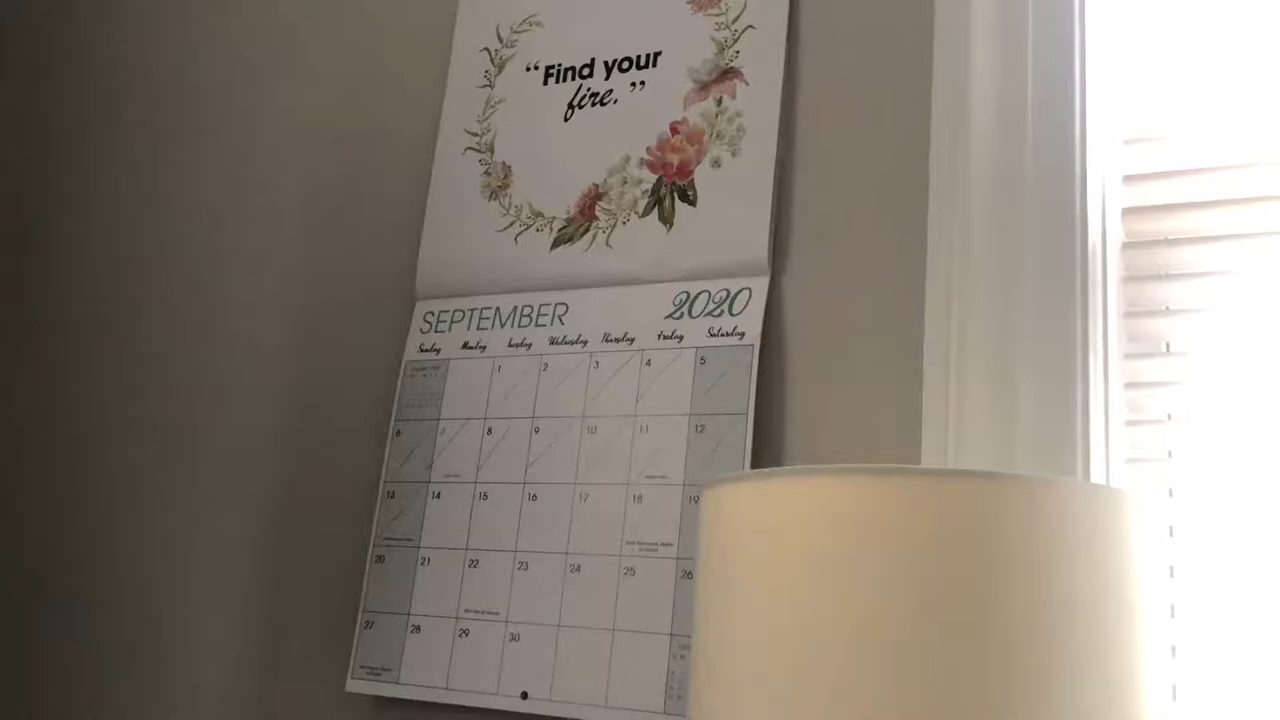 “Find your
fire.”
SEPTEMBER 2020
Sunday Monday Tuesday Wednesday Thursday Friday Saturday
1 2 3 4 5
6 7 8 9 10 11 12
13 14 15 16 17 18 19
20 21 22 23 24 25 26
27 28 29 30